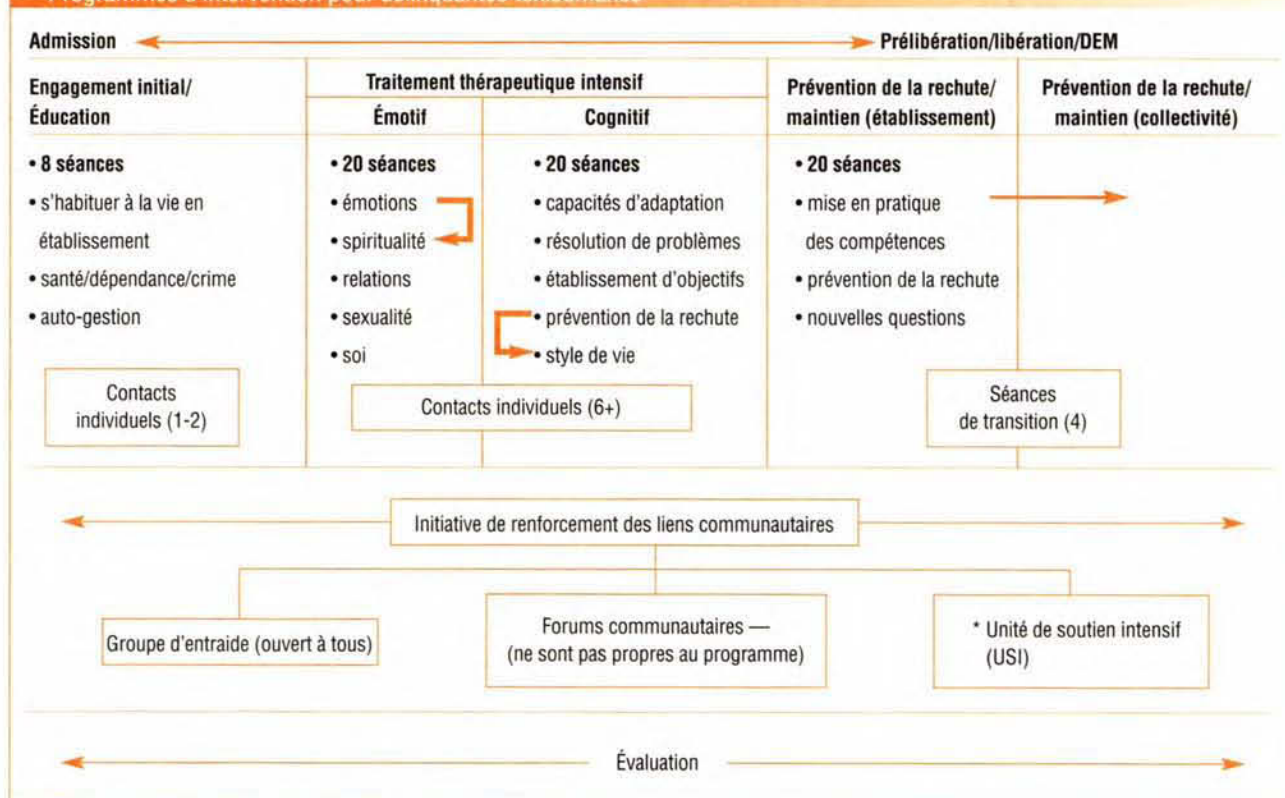 Admission
Prélibération/libération/DEM
Engagement initial/
Éducation
Traitement thérapeutique intensif
Émotif
Cognitif
Prévention de la rechute/
maintien (établissement)
Prévention de la rechute/
maintien (collectivité)
• 8 séances
• s'habituer à la vie en
établissement
• santé/dépendance/crime
• auto-gestion
Contacts
individuels (1-2)
• 20 séances
• émotions
• spiritualité
• relations
• sexualité
• soi
• 20 séances
• capacités d'adaptation
• résolution de problèmes
• établissement d'objectifs
• prévention de la rechute
• style de vie
Contacts individuels (6+)
• 20 séances
• mise en pratique
des compétences
• prévention de la rechute
• nouvelles questions
Séances
de transition (4)
Initiative de renforcement des liens communautaires
Groupe d'entraide (ouvert à tous)
Forums communautaires —
(ne sont pas propres au programme)
* Unité de soutien intensif
(USI)
Évaluation